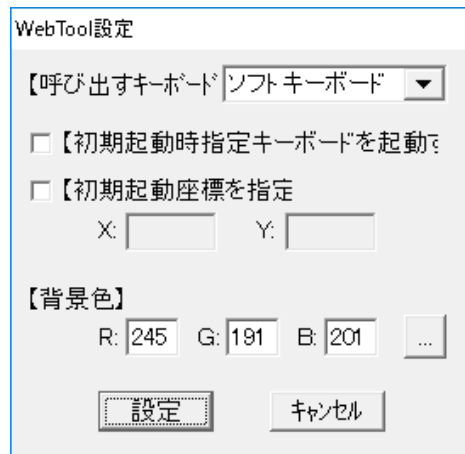 WebTool設定
【呼び出すキーボード ソフトキーボード
【初期起動時指定キーボードを起動す
【初期起動座標を指定
X: Y:
【背景色】
R: 245 G: 191 B: 201 ...
設定 キャンセル